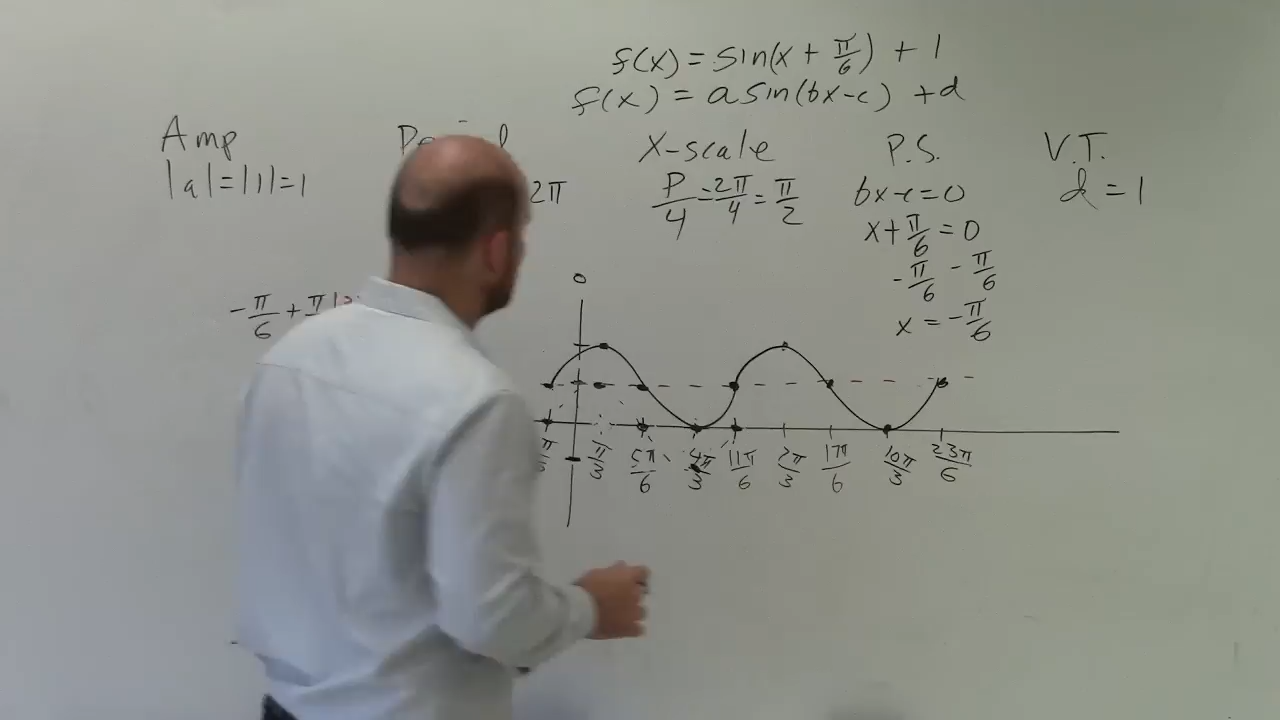 f(x) = sin(x + π/6) + 1
f(x) = a sin(bx-c) + d
Amp
|a|=|1|=1
2π
X-scale
P/4 = 2π/4 = π/2
P.S.
bx-c=0
x+π/6 = 0
-π/6 -π/6
x = -π/6
V.T.
d = 1
-π/6 + π
0
π/3 5π/6 4π/3 11π/6 7π/3 17π/6 10π/3 23π/6